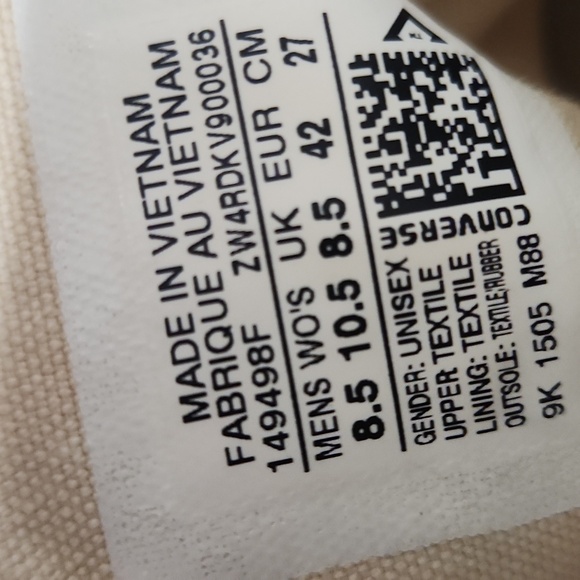 MADE IN VIETNAM
FABRIQUE AU VIETNAM
149498F ZW4RDKV900036
MENS WO'S UK EUR CM
8.5 10.5 8.5 42 27
GENDER: UNISEX
UPPER: TEXTILE
LINING: TEXTILE
OUTSOLE: TEXTILE/RUBBER
9K 1505 M88
CONVERSE